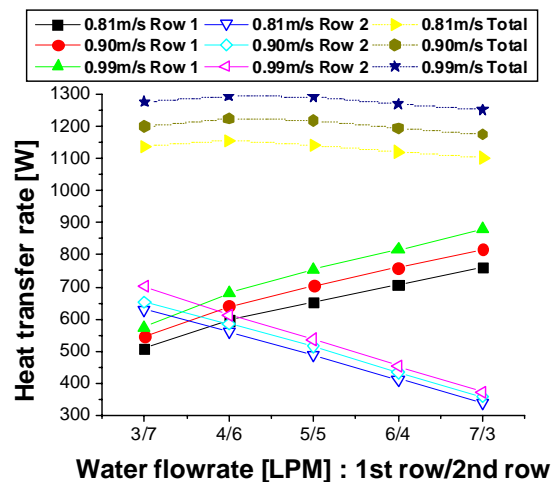 0.81m/s Row 1 0.81m/s Row 2 0.81m/s Total
0.90m/s Row 1 0.90m/s Row 2 0.90m/s Total
0.99m/s Row 1 0.99m/s Row 2 0.99m/s Total
Heat transfer rate [W]
1300
1200
1100
1000
900
800
700
600
500
400
300
3/7 4/6 5/5 6/4 7/3
Water flowrate [LPM] : 1st row/2nd row